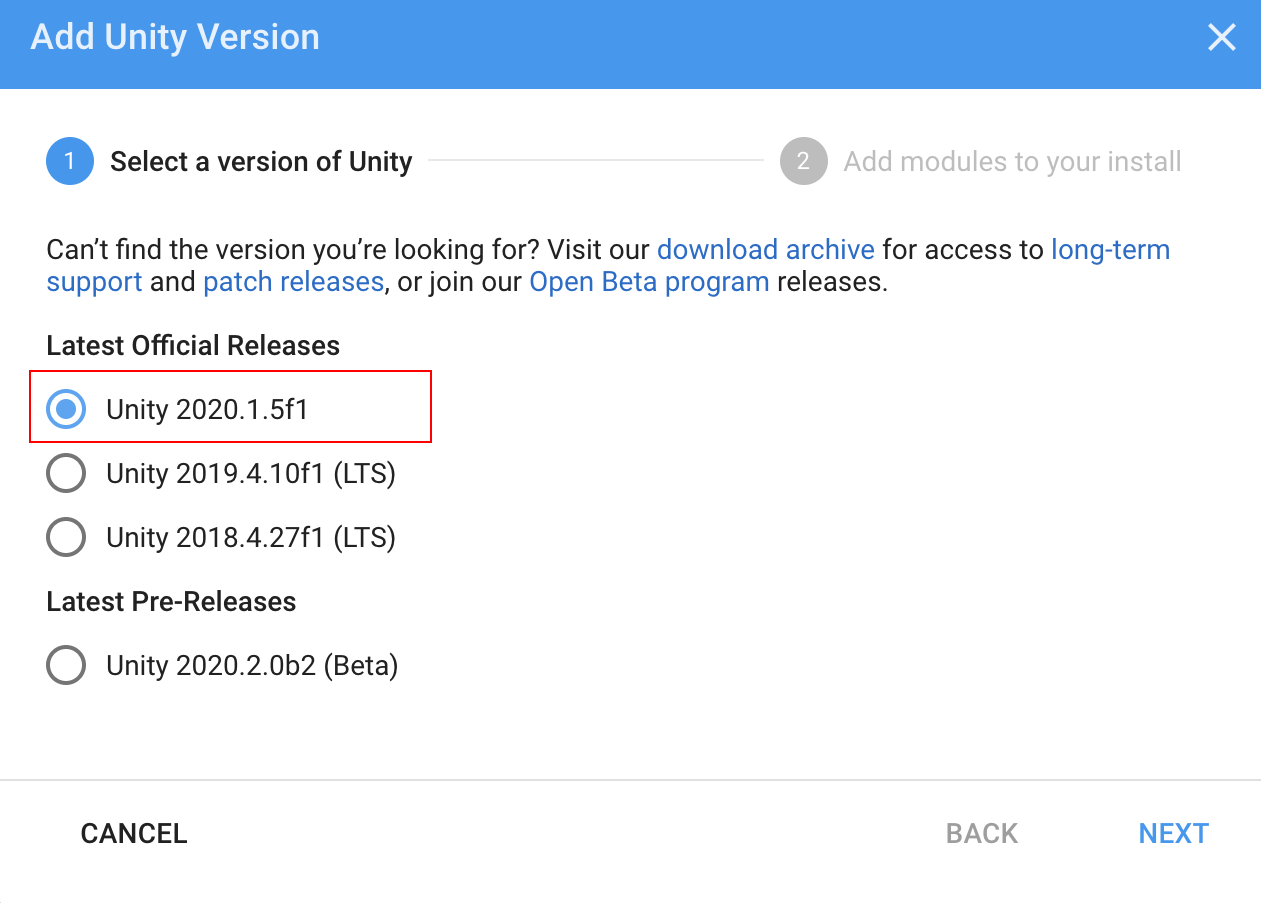 Add Unity Version
1 Select a version of Unity 2 Add modules to your install
Can’t find the version you’re looking for? Visit our download archive for access to long-term
support and patch releases, or join our Open Beta program releases.
Latest Official Releases
Unity 2020.1.5f1
Unity 2019.4.10f1 (LTS)
Unity 2018.4.27f1 (LTS)
Latest Pre-Releases
Unity 2020.2.0b2 (Beta)
CANCEL BACK NEXT